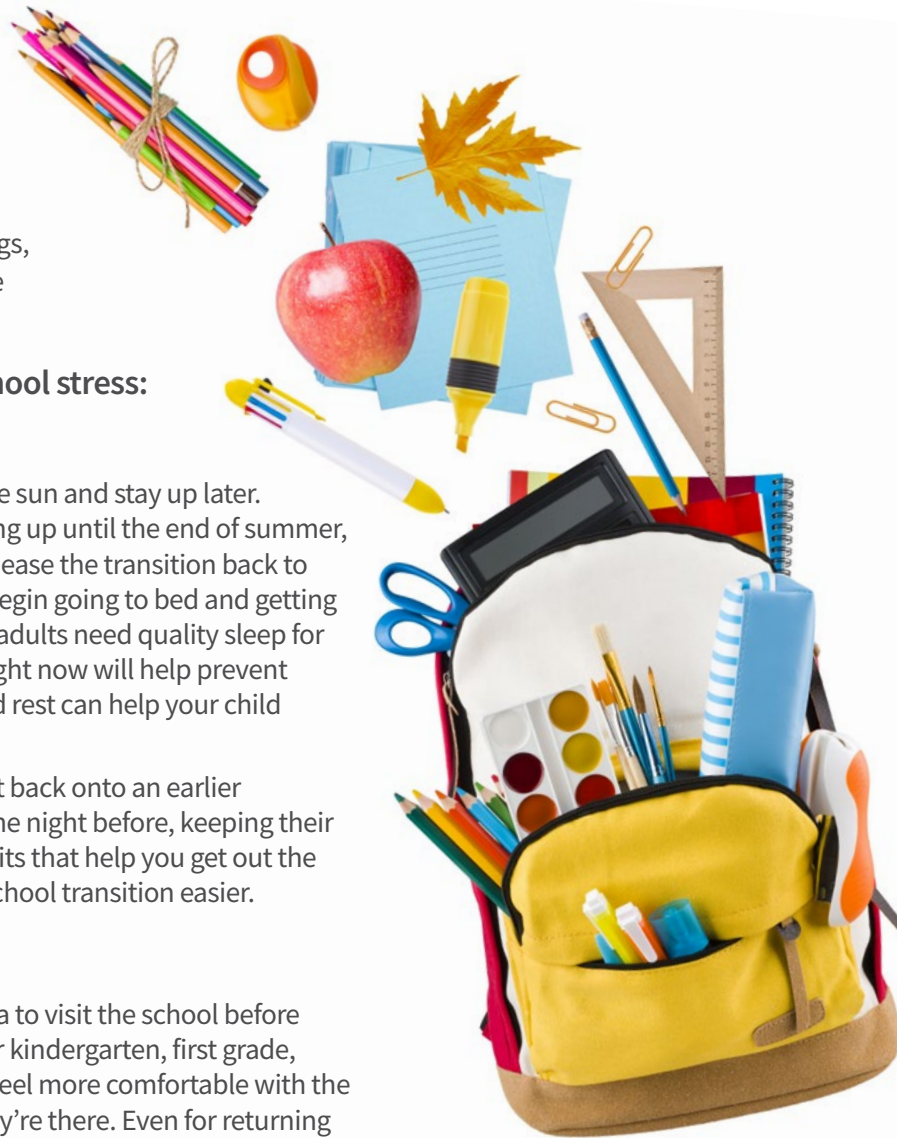 gs,
e
hool stress:
e sun and stay up later.
ng up until the end of summer,
ease the transition back to
egin going to bed and getting
adults need quality sleep for
ght now will help prevent
d rest can help your child
t back onto an earlier
he night before, keeping their
its that help you get out the
chool transition easier.
a to visit the school before
r kindergarten, first grade,
eel more comfortable with the
ey're there. Even for returning